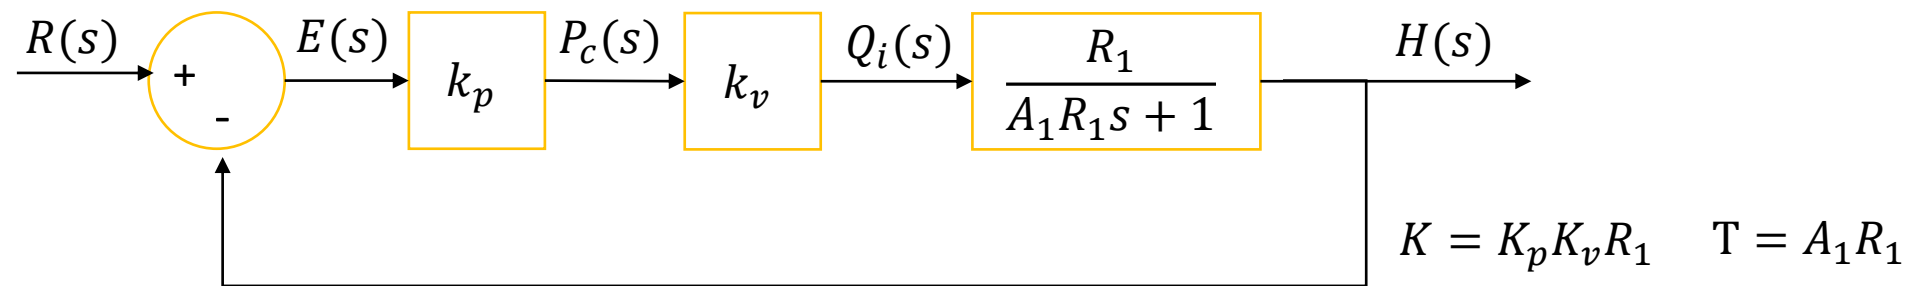 R(s) + - E(s) k_p P_c(s) k_v Q_i(s) R_1 / (A_1R_1s + 1) H(s)
K = K_pK_vR_1 T = A_1R_1